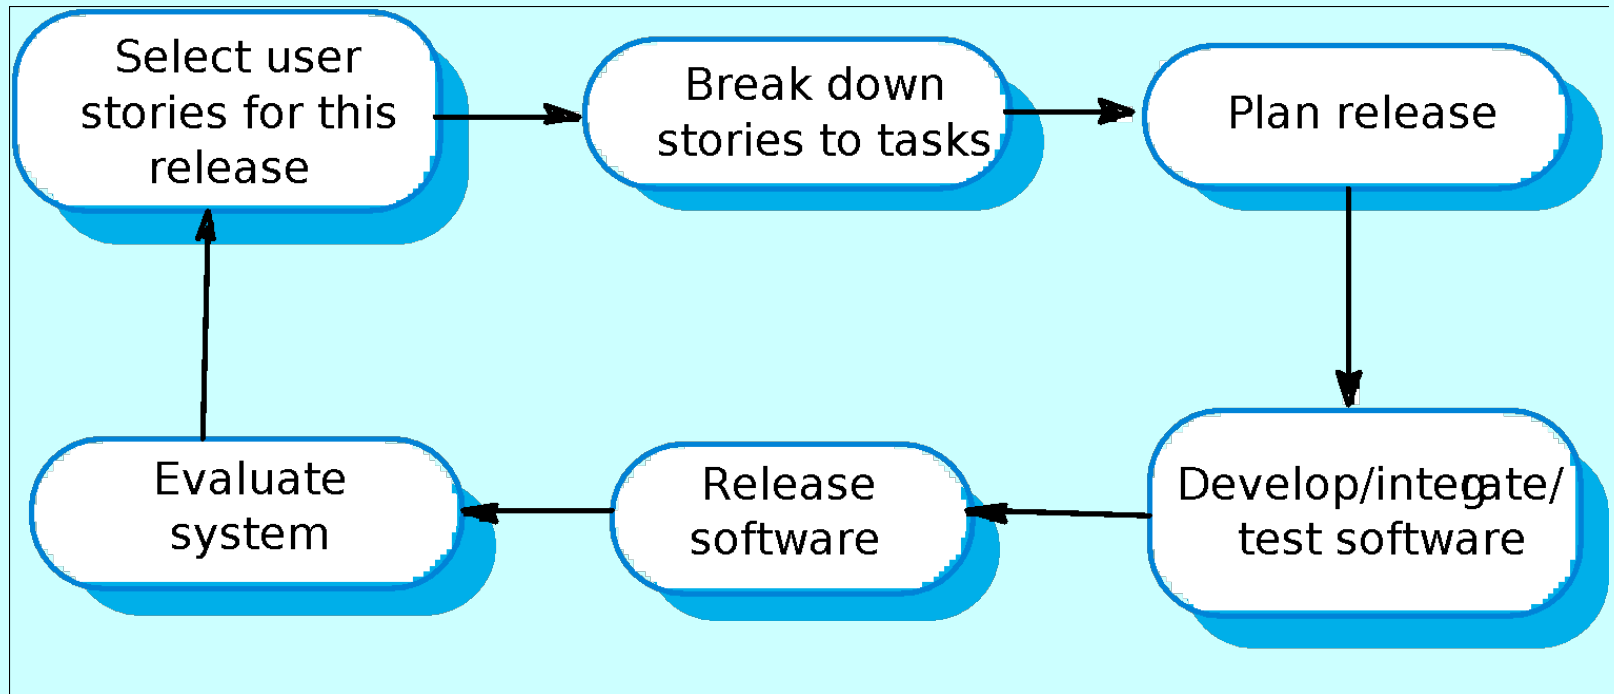 Select user
stories for this
release
Break down
stories to tasks
Plan release
Evaluate
system
Release
software
Develop/integrate/
test software